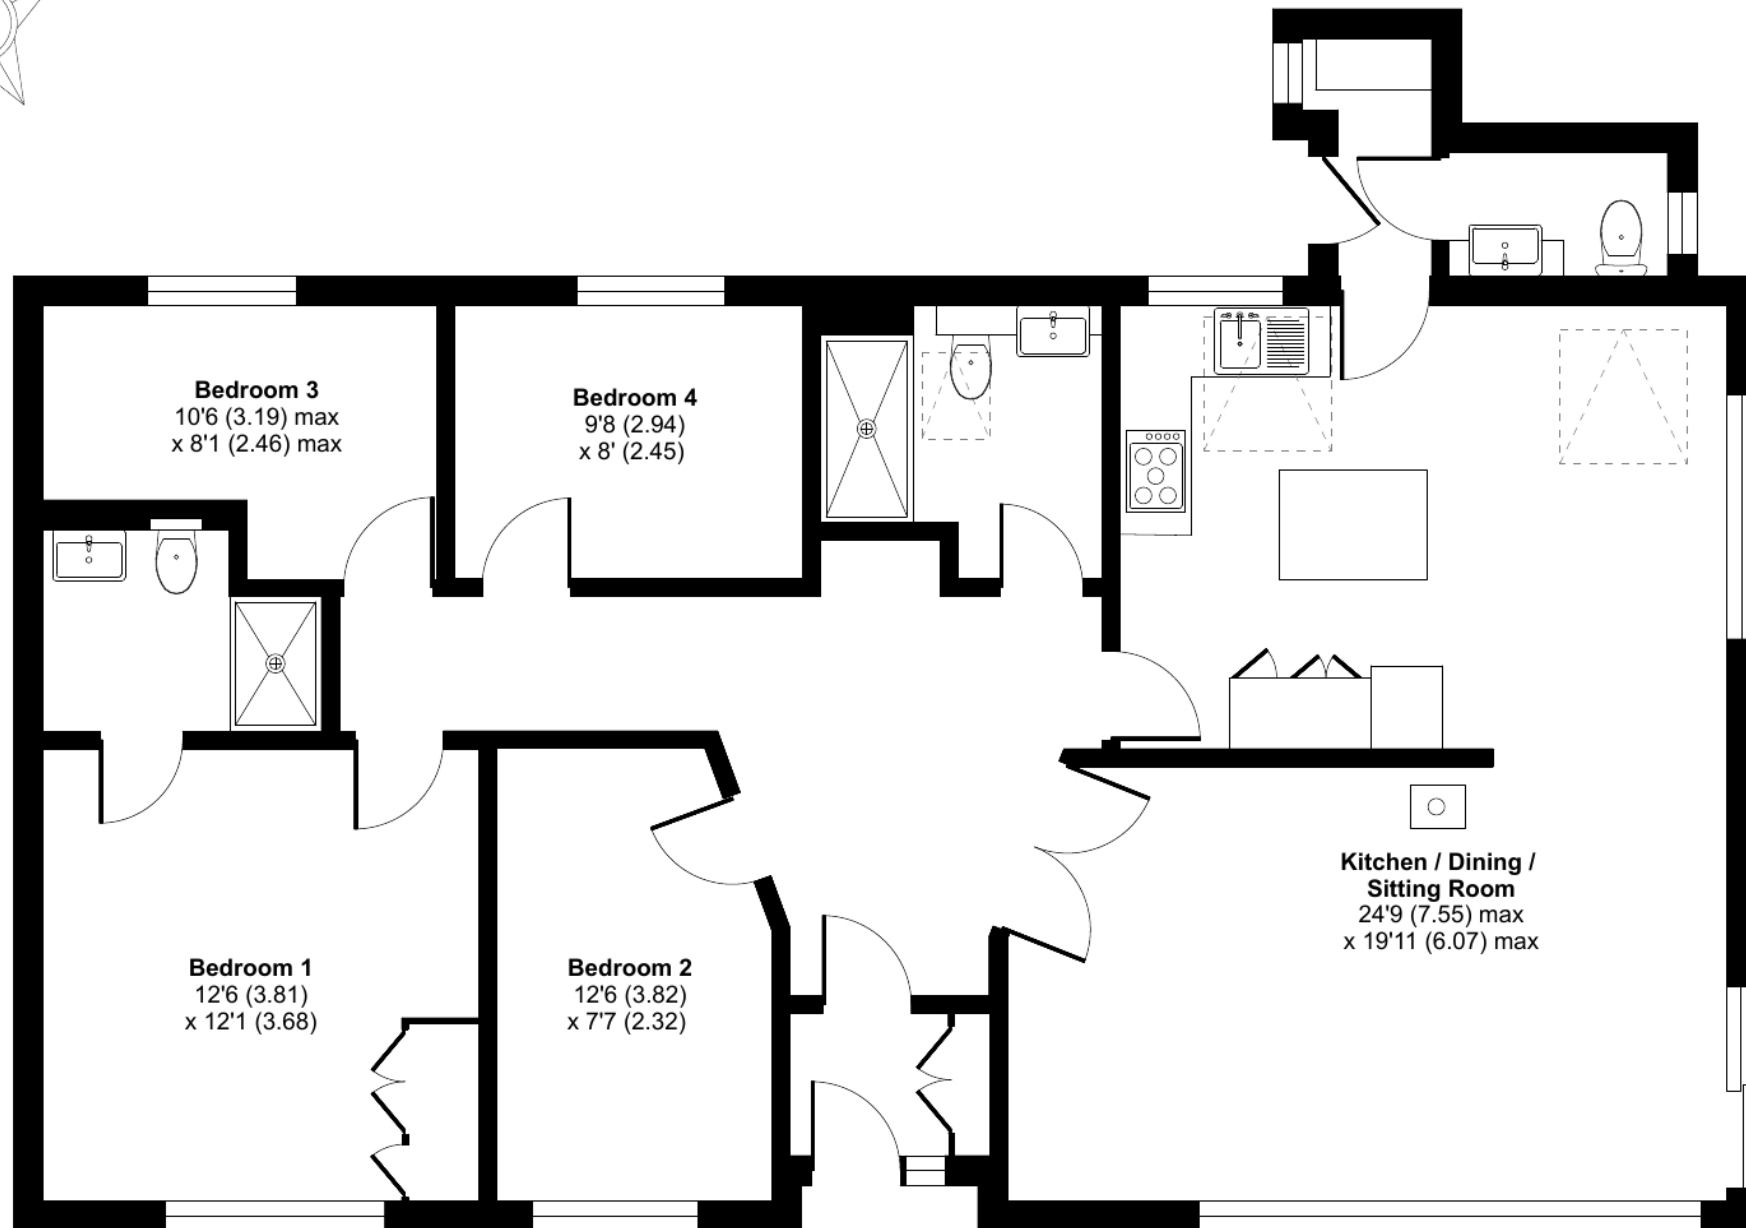 Bedroom 3
10'6 (3.19) max
x 8'1 (2.46) max
Bedroom 4
9'8 (2.94)
x 8' (2.45)
Kitchen / Dining /
Sitting Room
24'9 (7.55) max
x 19'11 (6.07) max
Bedroom 1
12'6 (3.81)
x 12'1 (3.68)
Bedroom 2
12'6 (3.82)
x 7'7 (2.32)